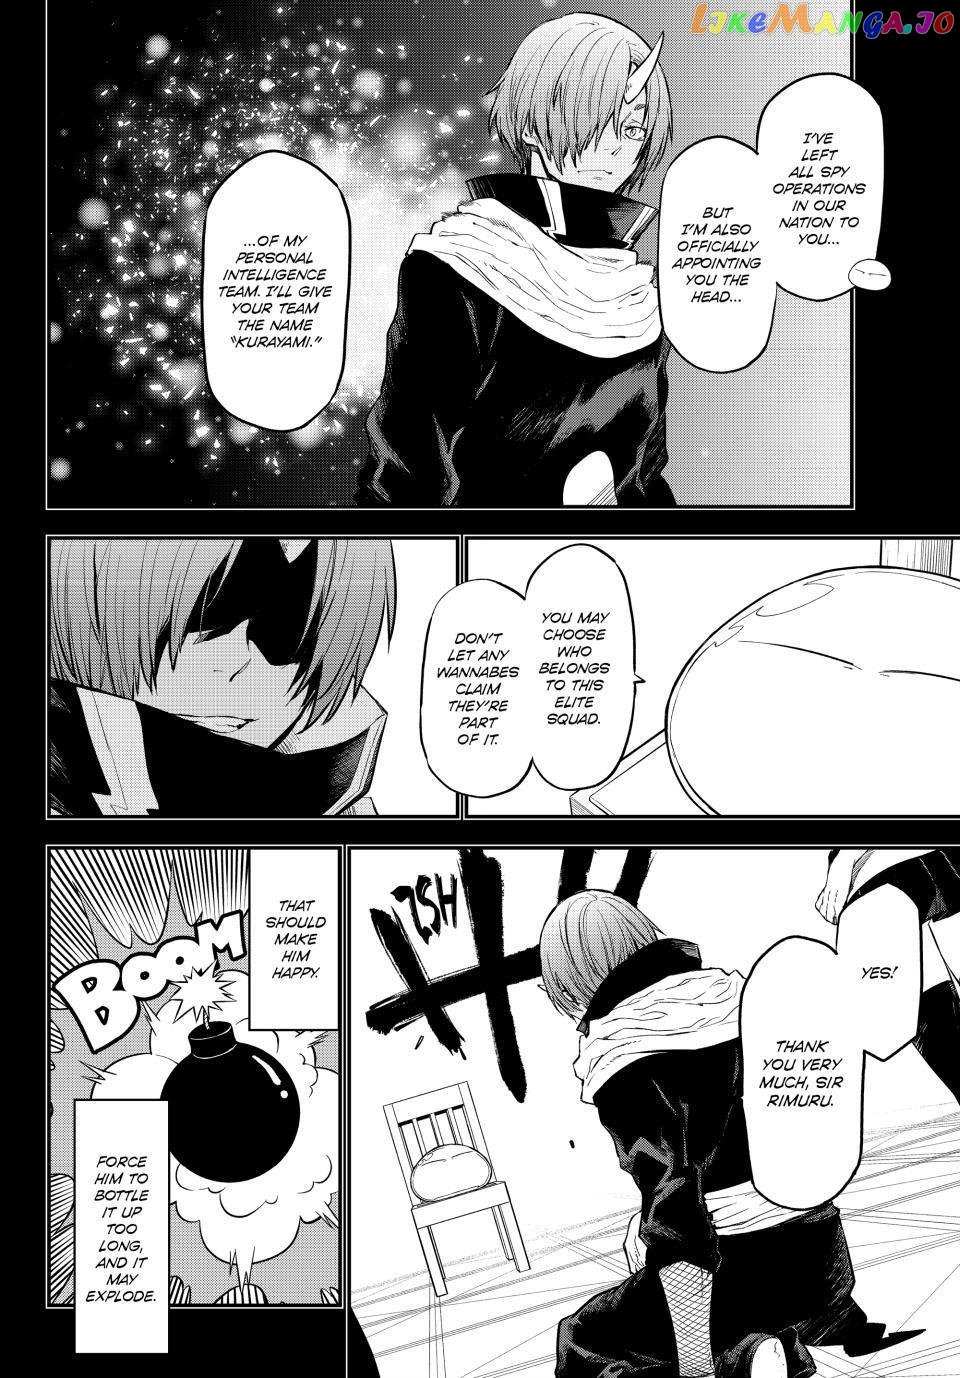 LIKEMANGA.IO
I'VE
LEFT
ALL SPY
OPERATIONS
IN OUR
NATION TO
YOU...
BUT
I'M ALSO
OFFICIALLY
APPOINTING
YOU THE
HEAD...
...OF MY
PERSONAL
INTELLIGENCE
TEAM. I'LL GIVE
YOUR TEAM
THE NAME
"KURAYAMI."
YOU MAY
CHOOSE
WHO
BELONGS
TO THIS
ELITE
SQUAD.
DON'T
LET ANY
WANNABES
CLAIM
THEY'RE
PART
OF IT.
YES!
THANK
YOU VERY
MUCH, SIR
RIMURU.
ZSH
THAT
SHOULD
MAKE
HIM
HAPPY.
BOOM
FORCE
HIM TO
BOTTLE
IT UP
TOO
LONG,
AND IT
MAY
EXPLODE.